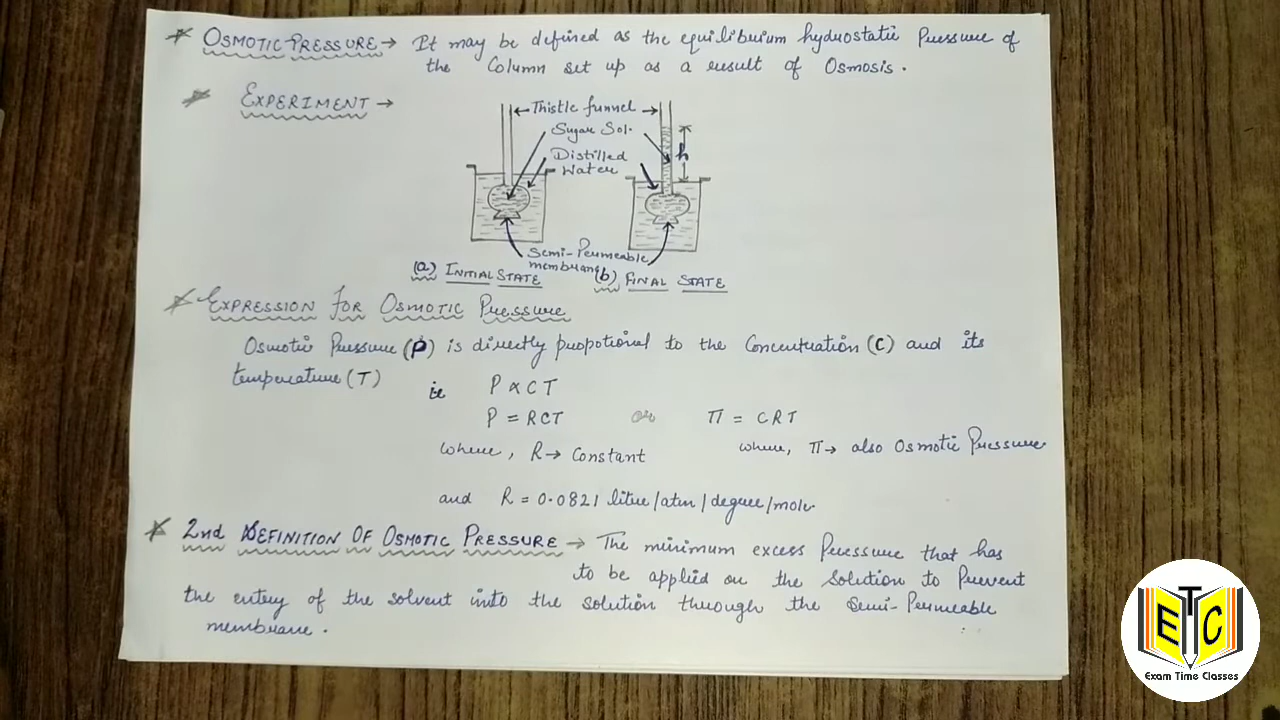 * OSMOTIC PRESSURE → It may be defined as the equilibrium hydrostatic Pressure of
the Column set up as a result of Osmosis.
* EXPERIMENT →
Thistle funnel
Sugar Sol.
Distilled
Water
h
Semi-Permeable
membrane
(a) INITIAL STATE
(b) FINAL STATE
* EXPRESSION FOR OSMOTIC PRESSURE
Osmotic Pressure (P) is directly propotional to the Concentration (C) and its
temperature (T)
ie P ∝ CT
P = RCT or Π = CRT
where, R → Constant where, Π → also Osmotic Pressure
and R = 0.0821 litre/atm/degree/mole
* 2nd DEFINITION OF OSMOTIC PRESSURE → The minimum excess Pressure that has
to be applied on the solution to Prevent
the entry of the solvent into the solution through the Semi-Permeable
membrane.
ETC
Exam Time Classes